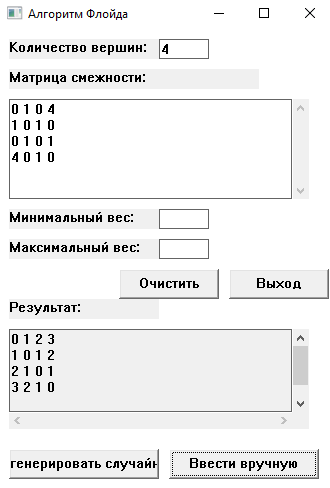 Алгоритм Флойда
Количество вершин: 4
Матрица смежности:
0 1 0 4
1 0 1 0
0 1 0 1
4 0 1 0
Минимальный вес:
Максимальный вес:
Очистить Выход
Результат:
0 1 2 3
1 0 1 2
2 1 0 1
3 2 1 0
генерировать случайн Ввести вручную